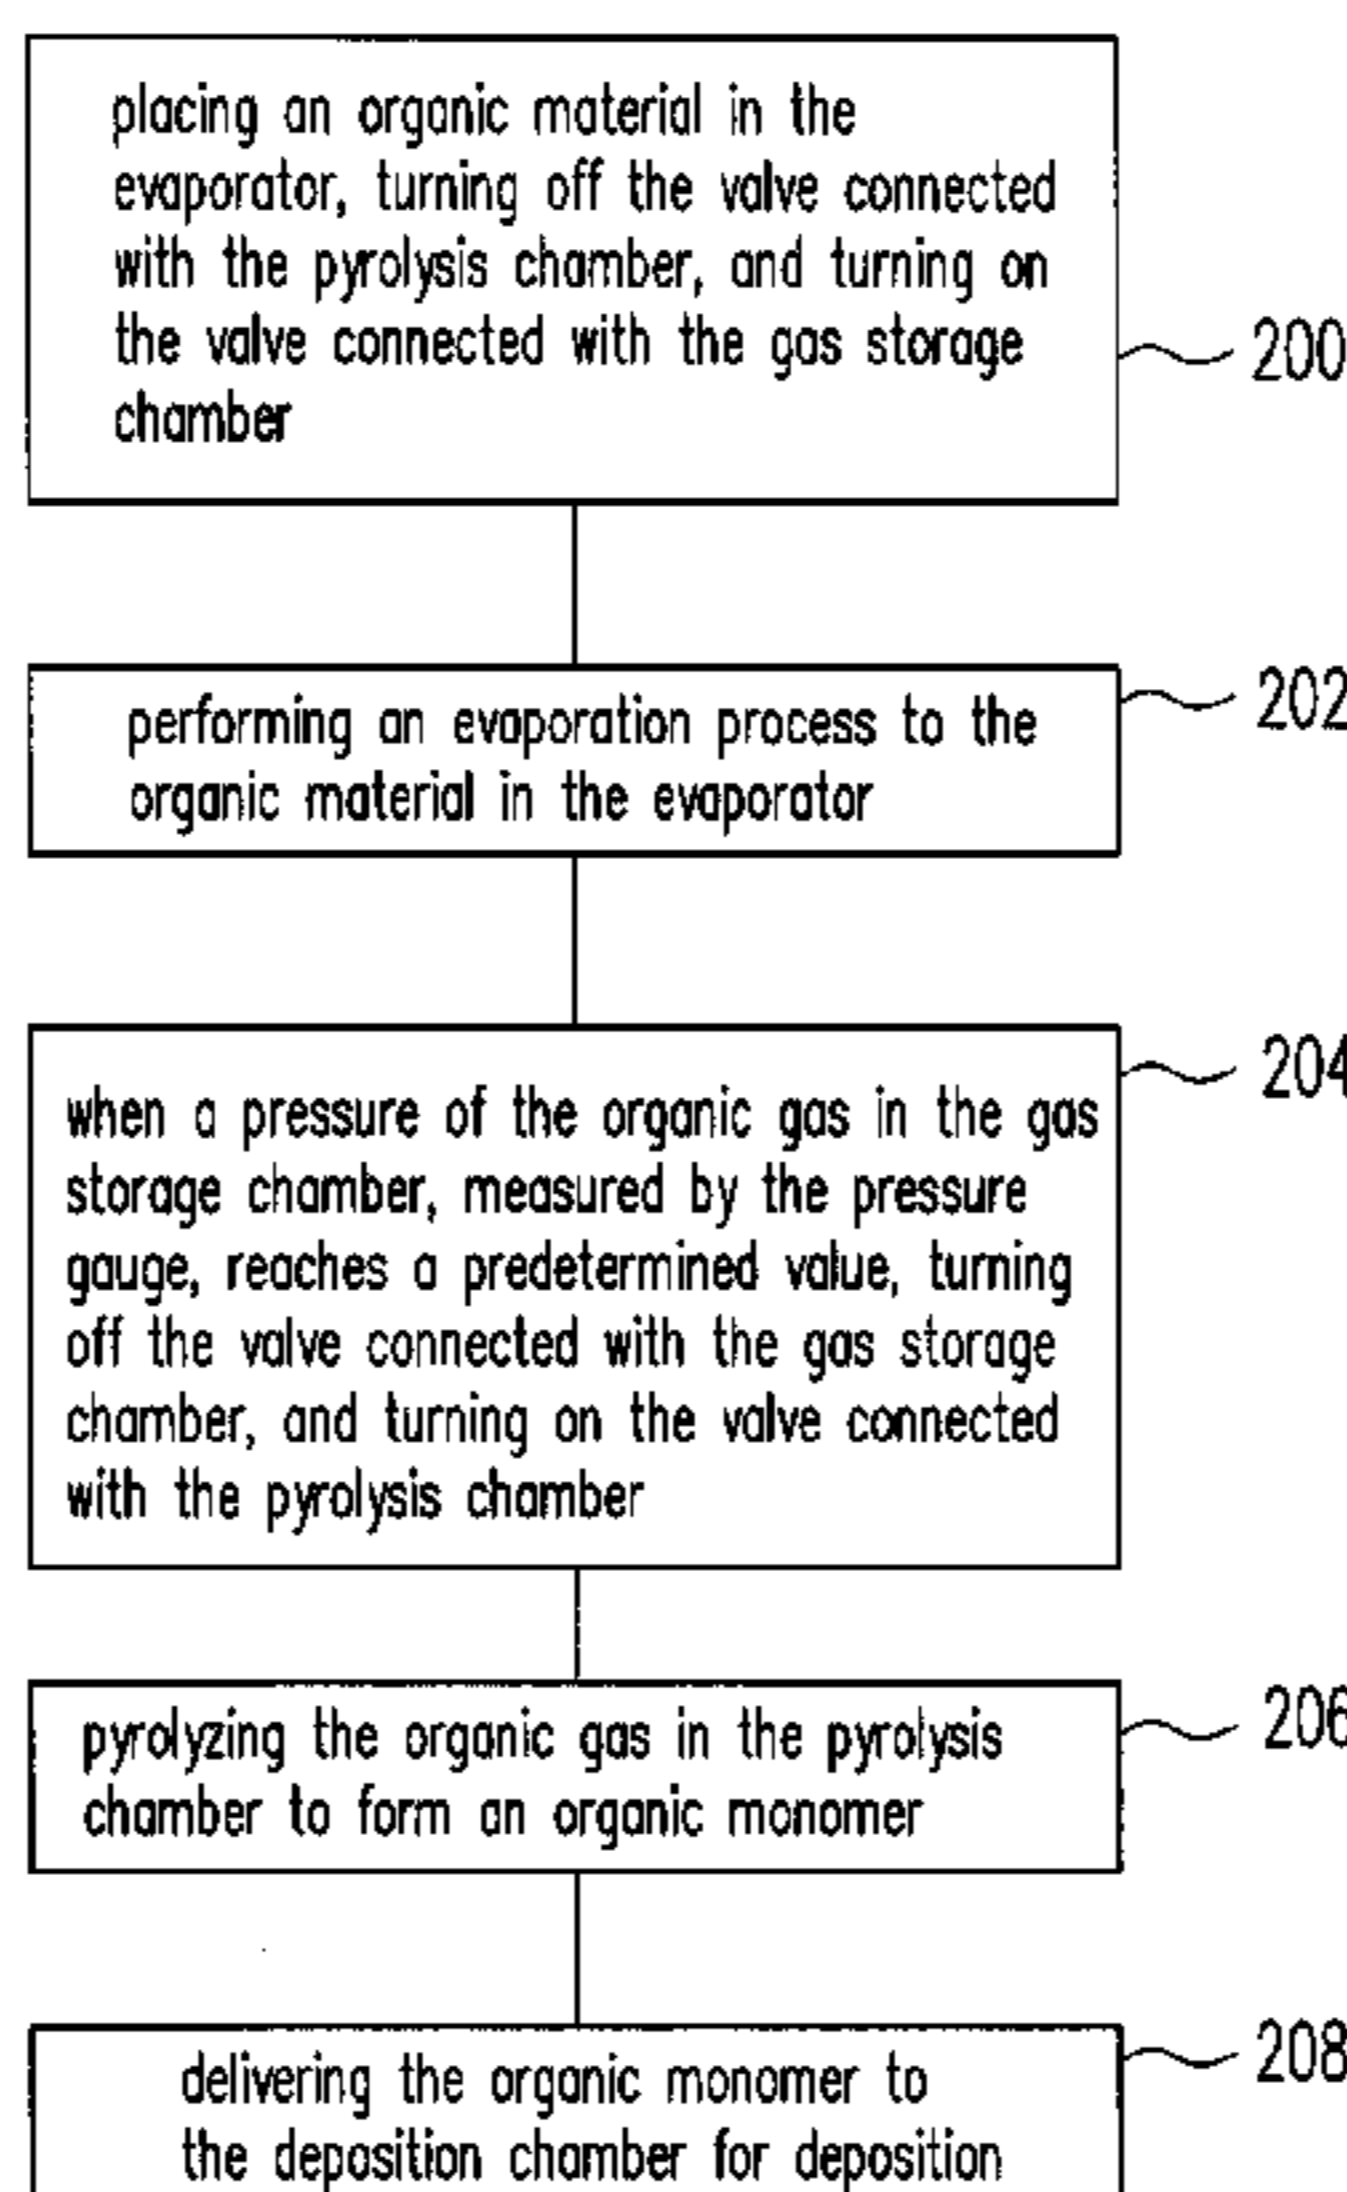 placing an organic material in the
evaporator, turning off the valve connected
with the pyrolysis chamber, and turning on
the valve connected with the gas storage
chamber
200
202
performing an evaporation process to the
organic material in the evaporator
204
when a pressure of the organic gas in the gas
storage chamber, measured by the pressure
gauge, reaches a predetermined value, turning
off the valve connected with the gas storage
chamber, and turning on the valve connected
with the pyrolysis chamber
206
pyrolyzing the organic gas in the pyrolysis
chamber to form an organic monomer
208
delivering the organic monomer to
the deposition chamber for deposition